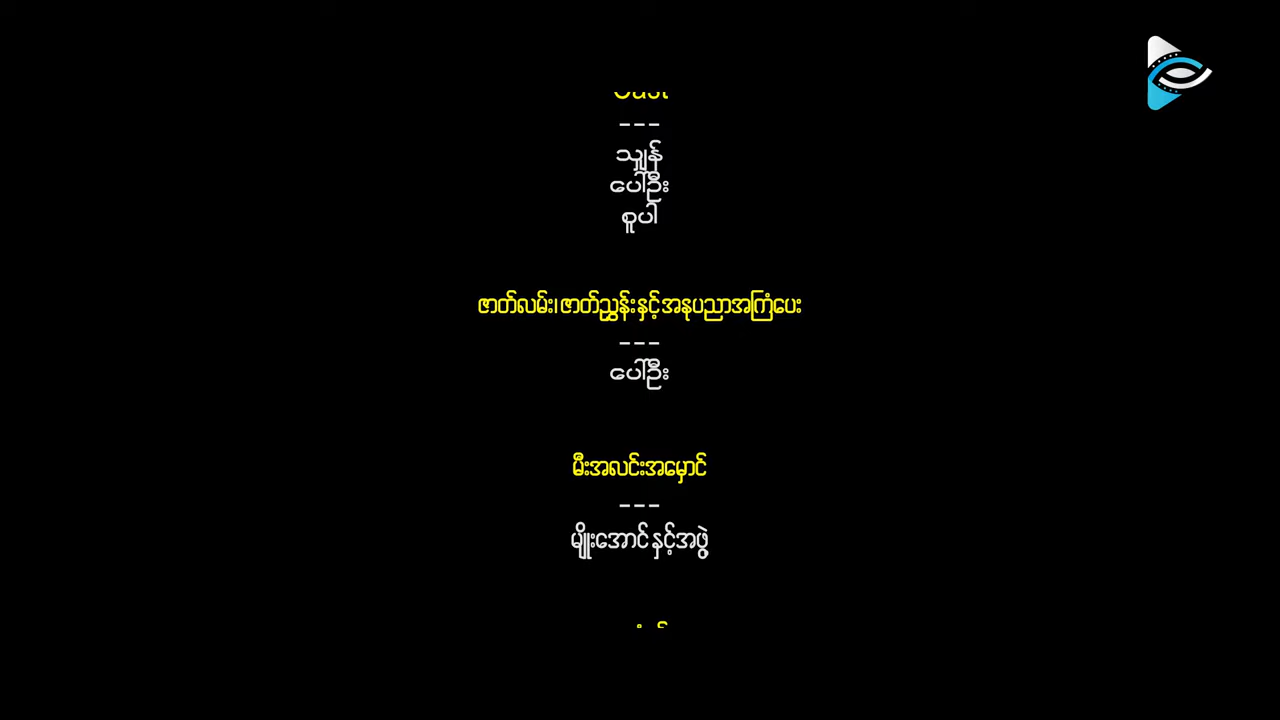 Cast
---
သျှန်
ပေါ်ဦး
စူပါ
ဇာတ်လမ်း၊ ဇာတ်ညွှန်းနှင့် အနုပညာအကြံပေး
---
ပေါ်ဦး
မီးအလင်းအမှောင်
---
မျိုးအောင်နှင့်အဖွဲ့